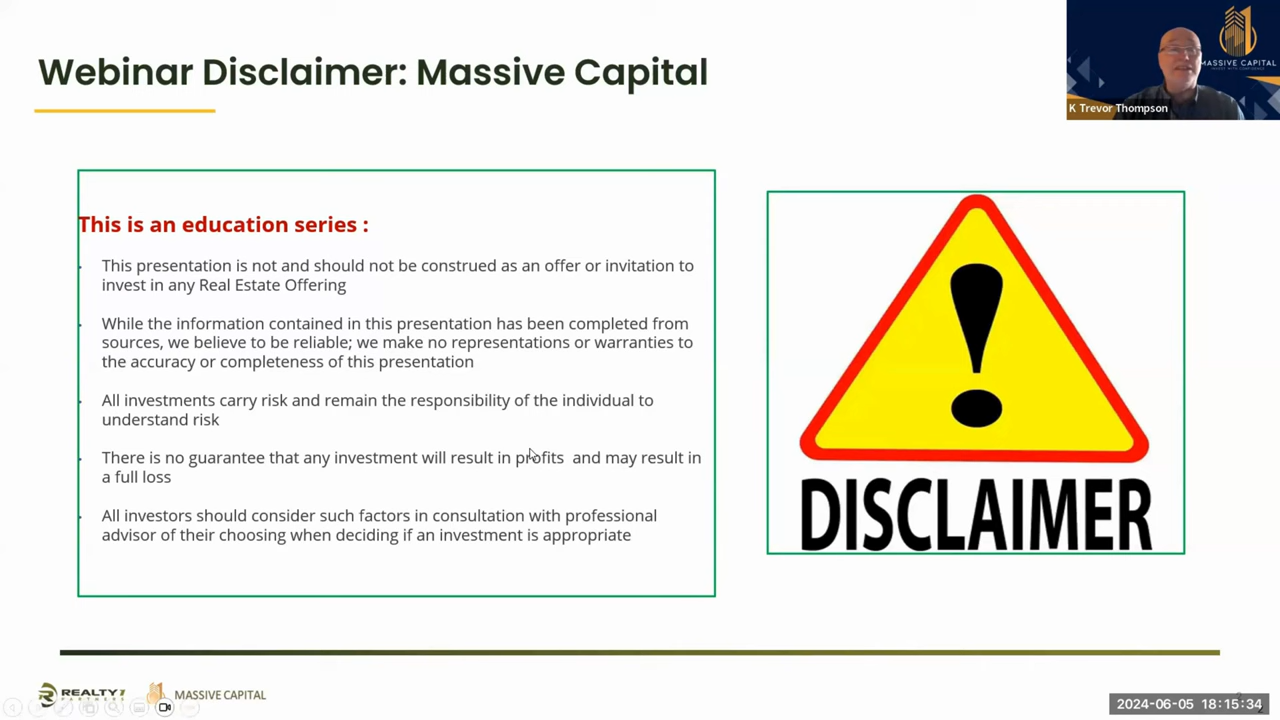 Webinar Disclaimer: Massive Capital
MASSIVE CAPITAL
K Trevor Thompson
This is an education series :
This presentation is not and should not be construed as an offer or invitation to
invest in any Real Estate Offering
While the information contained in this presentation has been completed from
sources, we believe to be reliable; we make no representations or warranties to
the accuracy or completeness of this presentation
All investments carry risk and remain the responsibility of the individual to
understand risk
There is no guarantee that any investment will result in profits  and may result in
a full loss
All investors should consider such factors in consultation with professional
advisor of their choosing when deciding if an investment is appropriate
DISCLAIMER
REALTY
PARTNERS
MASSIVE CAPITAL
2024-06-05 18:15:34